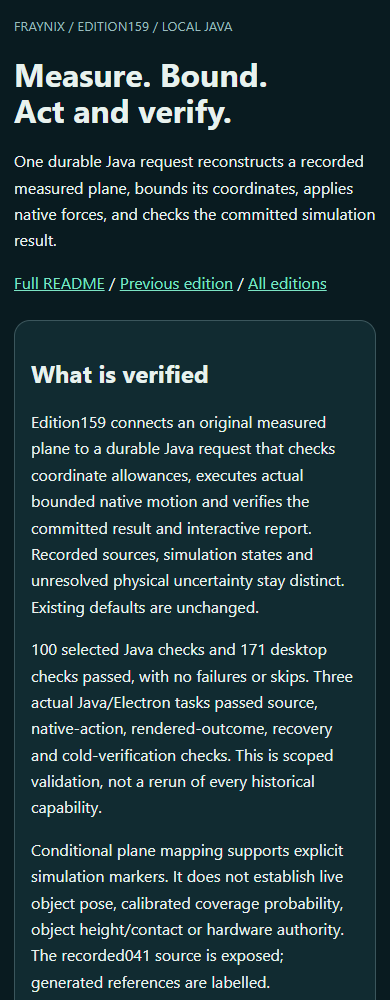 FRAYNIX / EDITION159 / LOCAL JAVA
Measure. Bound.
Act and verify.
One durable Java request reconstructs a recorded
measured plane, bounds its coordinates, applies
native forces, and checks the committed simulation
result.
Full README / Previous edition / All editions
What is verified
Edition159 connects an original measured
plane to a durable Java request that checks
coordinate allowances, executes actual
bounded native motion and verifies the
committed result and interactive report.
Recorded sources, simulation states and
unresolved physical uncertainty stay distinct.
Existing defaults are unchanged.
100 selected Java checks and 171 desktop
checks passed, with no failures or skips. Three
actual Java/Electron tasks passed source,
native-action, rendered-outcome, recovery
and cold-verification checks. This is scoped
validation, not a rerun of every historical
capability.
Conditional plane mapping supports explicit
simulation markers. It does not establish live
object pose, calibrated coverage probability,
object height/contact or hardware authority.
The recorded041 source is exposed;
generated references are labelled.